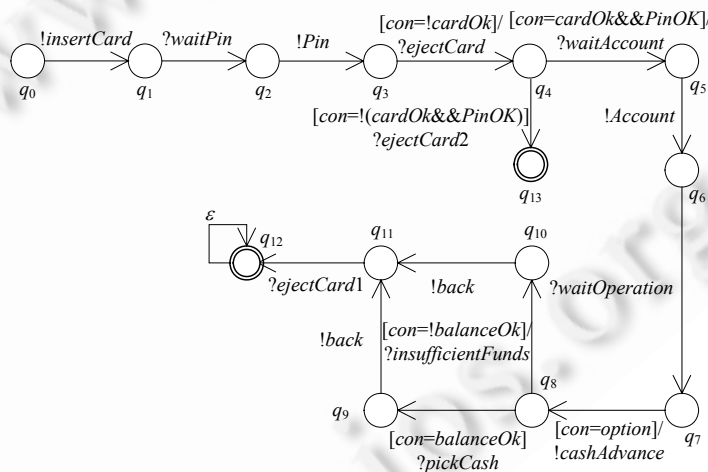 !insertCard
?waitPin
!Pin
[con=!cardOk]/
?ejectCard
[con=cardOk&&PinOK]/
?waitAccount
q0
q1
q2
q3
q4
q5
[con=!(cardOk&&PinOK)]
?ejectCard2
!Account
q6
q13
ε
q12
q11
q10
?ejectCard1
!back
?waitOperation
!back
[con=!balanceOk]/
?insufficientFunds
q9
q8
q7
[con=balanceOk]
?pickCash
[con=option]/
!cashAdvance